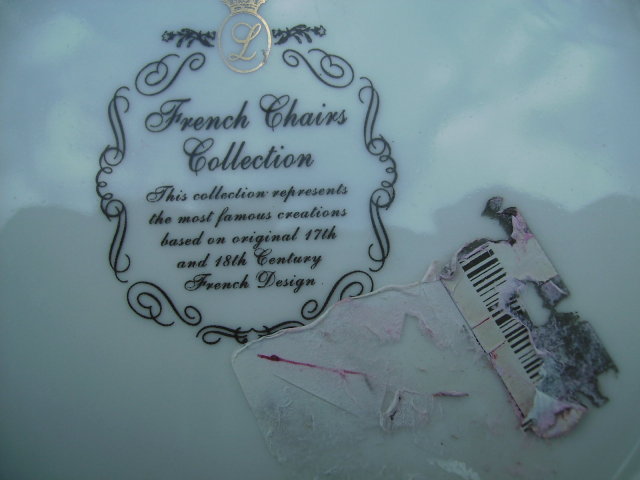 L
French Chairs
Collection
This collection represents
the most famous creations
based on original 17th
and 18th Century
French Design